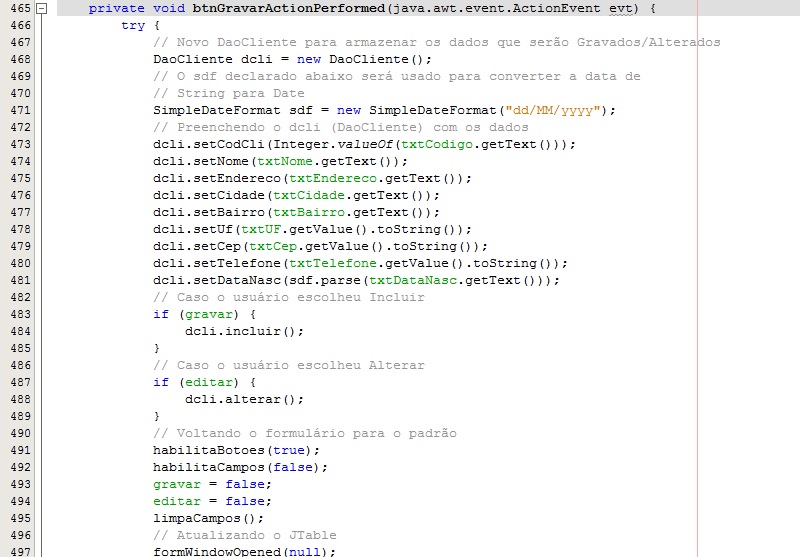 465 private void btnGravarActionPerformed(java.awt.event.ActionEvent evt) {
466 try {
467 // Novo DaoCliente para armazenar os dados que serão Gravados/Alterados
468 DaoCliente dcli = new DaoCliente();
469 // O sdf declarado abaixo será usado para converter a data de
470 // String para Date
471 SimpleDateFormat sdf = new SimpleDateFormat("dd/MM/yyyy");
472 // Preenchendo o dcli (DaoCliente) com os dados
473 dcli.setCodCli(Integer.valueOf(txtCodigo.getText()));
474 dcli.setNome(txtNome.getText());
475 dcli.setEndereco(txtEndereco.getText());
476 dcli.setCidade(txtCidade.getText());
477 dcli.setBairro(txtBairro.getText());
478 dcli.setUf(txtUF.getValue().toString());
479 dcli.setCep(txtCep.getValue().toString());
480 dcli.setTelefone(txtTelefone.getValue().toString());
481 dcli.setDataNasc(sdf.parse(txtDataNasc.getText()));
482 // Caso o usuário escolheu Incluir
483 if (gravar) {
484 dcli.incluir();
485 }
486 // Caso o usuário escolheu Alterar
487 if (editar) {
488 dcli.alterar();
489 }
490 // Voltando o formulário para o padrão
491 habilitaBotoes(true);
492 habilitaCampos(false);
493 gravar = false;
494 editar = false;
495 limpaCampos();
496 // Atualizando o JTable
497 formWindowOpened(null);